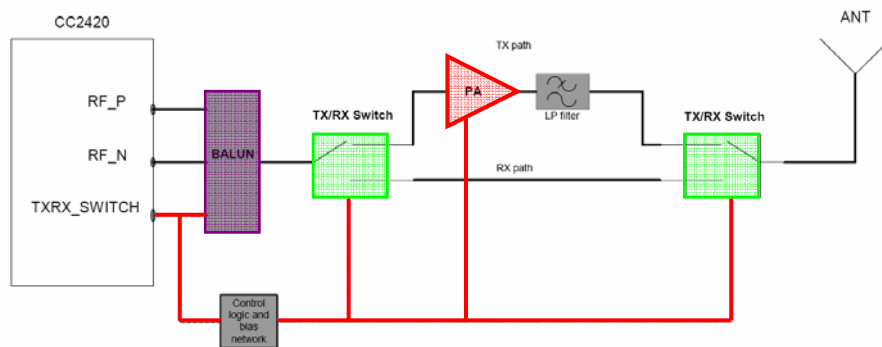 CC2420
ANT
TX path
RF_P
PA
TX/RX Switch
LP filter
TX/RX Switch
RF_N
BALUN
RX path
TXRX_SWITCH
Control
logic and
bias
network